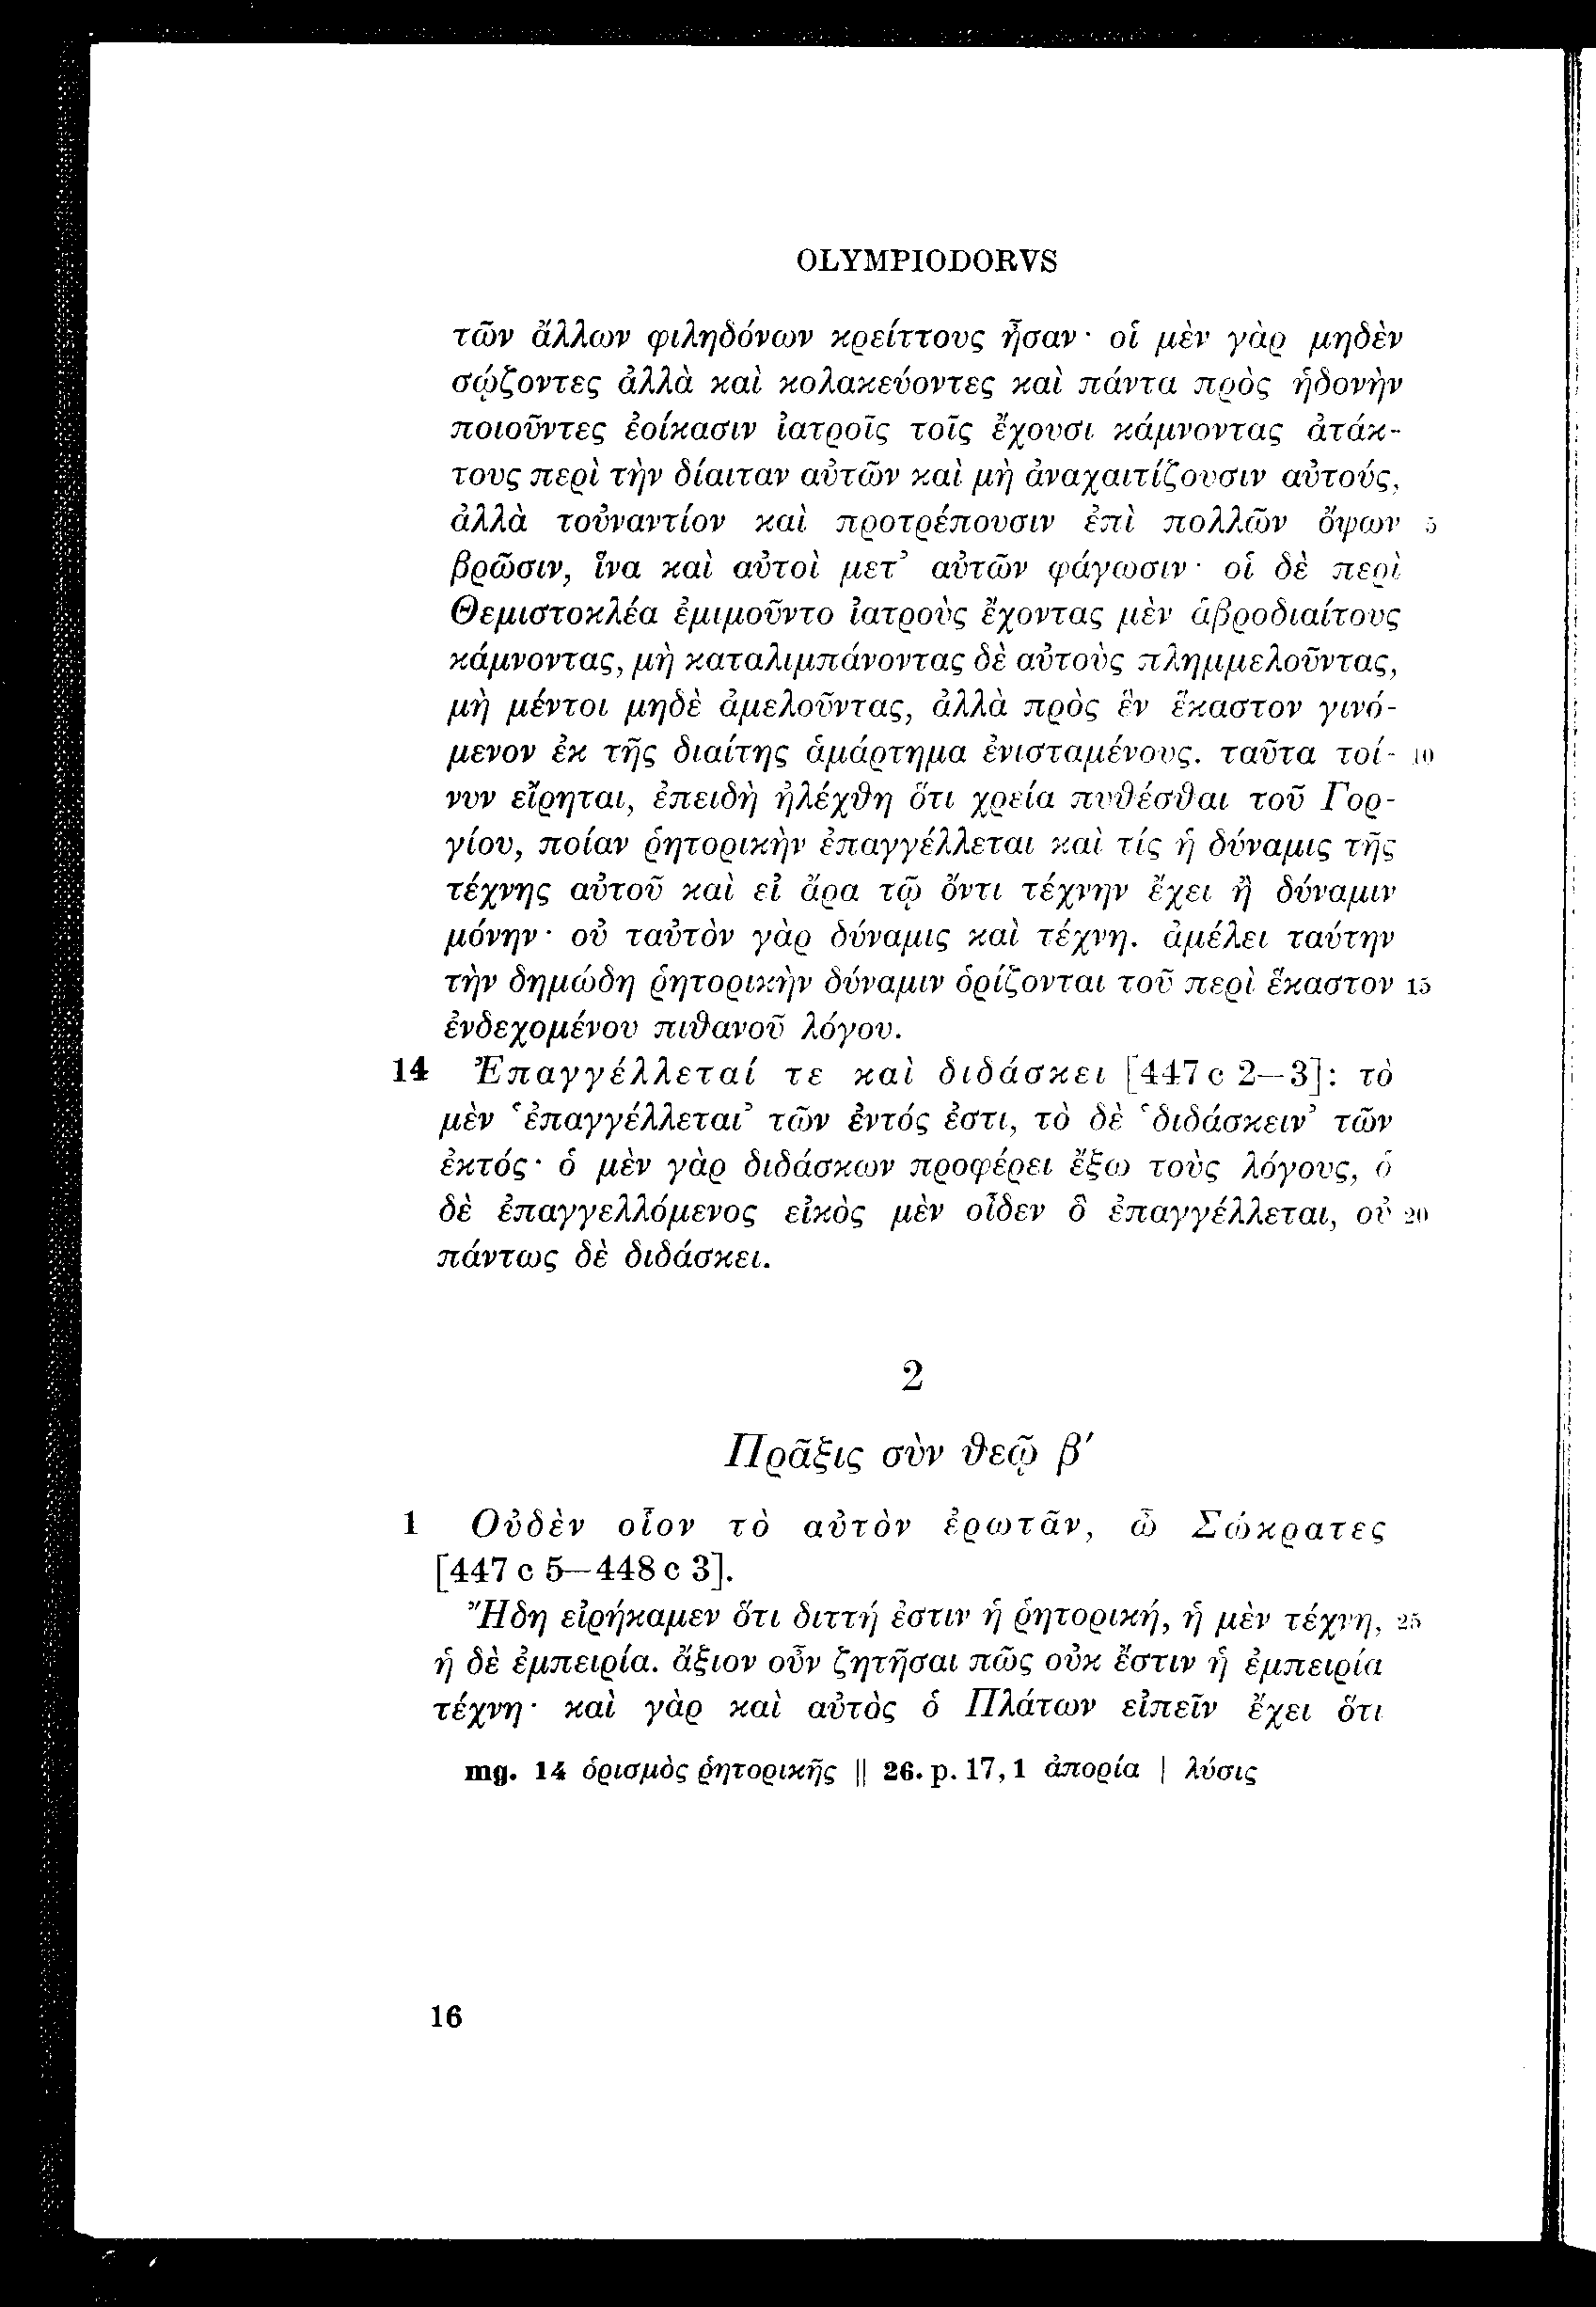 OLYMPIODORVS
τῶν ἄλλων φιληδόνων κρείττους ἦσαν· οἱ μὲν γὰρ μηδὲν
σῴζοντες ἀλλὰ καὶ κολακεύοντες καὶ πάντα πρὸς ἡδονὴν
ποιοῦντες ἐοίκασιν ἰατροῖς τοῖς ἔχουσι κάμνοντας ἀτάκ-
τους περὶ τὴν δίαιταν αὐτῶν καὶ μὴ ἀναχαιτίζουσιν αὐτούς,
ἀλλὰ τοὐναντίον καὶ προτρέπουσιν ἐπὶ πολλῶν ὄψων 5
βρῶσιν, ἵνα καὶ αὐτοὶ μετ’ αὐτῶν φάγωσιν· οἱ δὲ περὶ
Θεμιστοκλέα ἐμιμοῦντο ἰατροὺς ἔχοντας μὲν ἁβροδιαίτους
κάμνοντας, μὴ καταλιμπάνοντας δὲ αὐτοὺς πλημμελοῦντας,
μὴ μέντοι μηδὲ ἀμελοῦντας, ἀλλὰ πρὸς ἓν ἕκαστον γινό-
μενον ἐκ τῆς διαίτης ἁμάρτημα ἐνισταμένους. ταῦτα τοί- 10
νυν εἴρηται, ἐπειδὴ ἠλέχθη ὅτι χρεία πυθέσθαι τοῦ Γορ-
γίου, ποίαν ῥητορικὴν ἐπαγγέλλεται καὶ τίς ἡ δύναμις τῆς
τέχνης αὐτοῦ καὶ εἰ ἄρα τῷ ὄντι τέχνην ἔχει ἢ δύναμιν
μόνην· οὐ ταὐτὸν γὰρ δύναμις καὶ τέχνη. ἀμέλει ταύτην
τὴν δημώδη ῥητορικὴν δύναμιν ὁρίζονται τοῦ περὶ ἕκαστον 15
ἐνδεχομένου πιθανοῦ λόγου.
14 Ἐπαγγέλλεταί τε καὶ διδάσκει [447 c 2—3]: τὸ
μὲν ‘ἐπαγγέλλεται’ τῶν ἐντός ἐστι, τὸ δὲ ‘διδάσκειν’ τῶν
ἐκτός· ὁ μὲν γὰρ διδάσκων προφέρει ἔξω τοὺς λόγους, ὁ
δὲ ἐπαγγελλόμενος εἰκὸς μὲν οἶδεν ὃ ἐπαγγέλλεται, οὐ 20
πάντως δὲ διδάσκει.
2
Πρᾶξις σὺν θεῷ β′
1 Οὐδὲν οἷον τὸ αὐτὸν ἐρωτᾶν, ὦ Σώκρατες
[447 c 5—448 c 3].
Ἤδη εἰρήκαμεν ὅτι διττή ἐστιν ἡ ῥητορική, ἡ μὲν τέχνη, 25
ἡ δὲ ἐμπειρία. ἄξιον οὖν ζητῆσαι πῶς οὐκ ἔστιν ἡ ἐμπειρία
τέχνη· καὶ γὰρ καὶ αὐτὸς ὁ Πλάτων εἰπεῖν ἔχει ὅτι
mg. 14 ὁρισμὸς ῥητορικῆς || 26. p. 17, 1 ἀπορία | λύσις
16